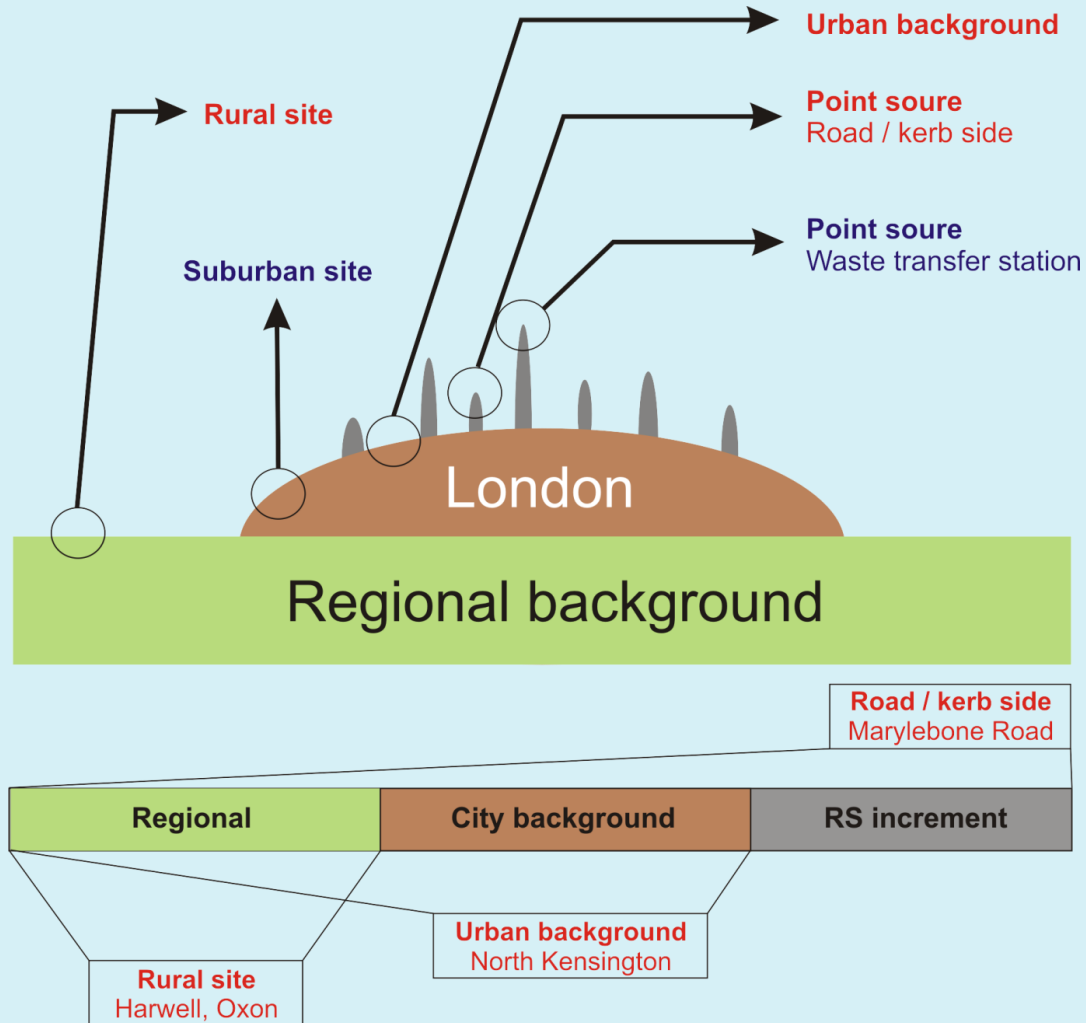 Urban background
Rural site
Point soure
Road / kerb side
Suburban site
Point soure
Waste transfer station
London
Regional background
Road / kerb side
Marylebone Road
Regional
City background
RS increment
Urban background
North Kensington
Rural site
Harwell, Oxon